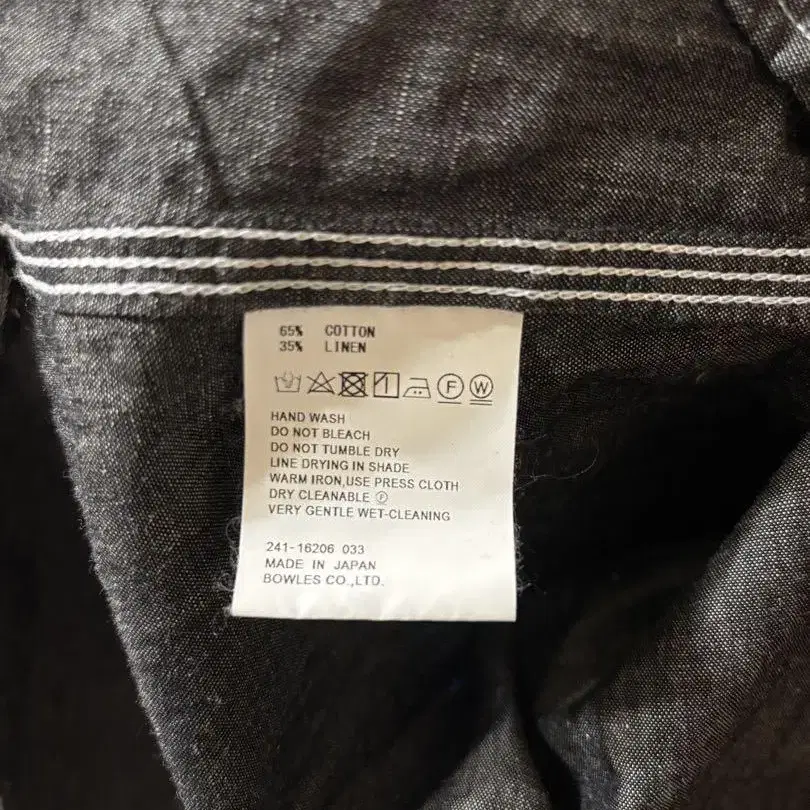 65% COTTON
35% LINEN
F W
HAND WASH
DO NOT BLEACH
DO NOT TUMBLE DRY
LINE DRYING IN SHADE
WARM IRON,USE PRESS CLOTH
DRY CLEANABLE Ⓕ
VERY GENTLE WET-CLEANING
241-16206 033
MADE IN JAPAN
BOWLES CO.,LTD.